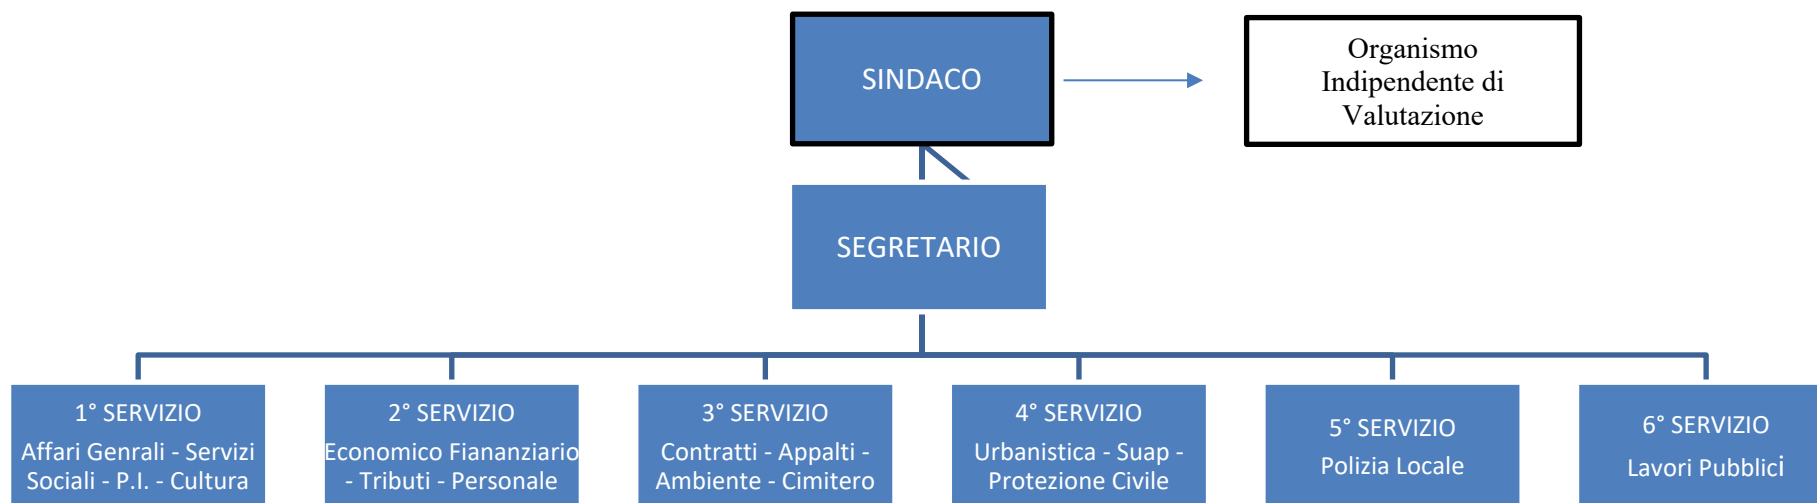 SINDACO
Organismo
Indipendente di
Valutazione
SEGRETARIO
1° SERVIZIO
Affari Genrali - Servizi
Sociali - P.I. - Cultura
2° SERVIZIO
Economico Fiananziario
- Tributi - Personale
3° SERVIZIO
Contratti - Appalti -
Ambiente - Cimitero
4° SERVIZIO
Urbanistica - Suap -
Protezione Civile
5° SERVIZIO
Polizia Locale
6° SERVIZIO
Lavori Pubblici